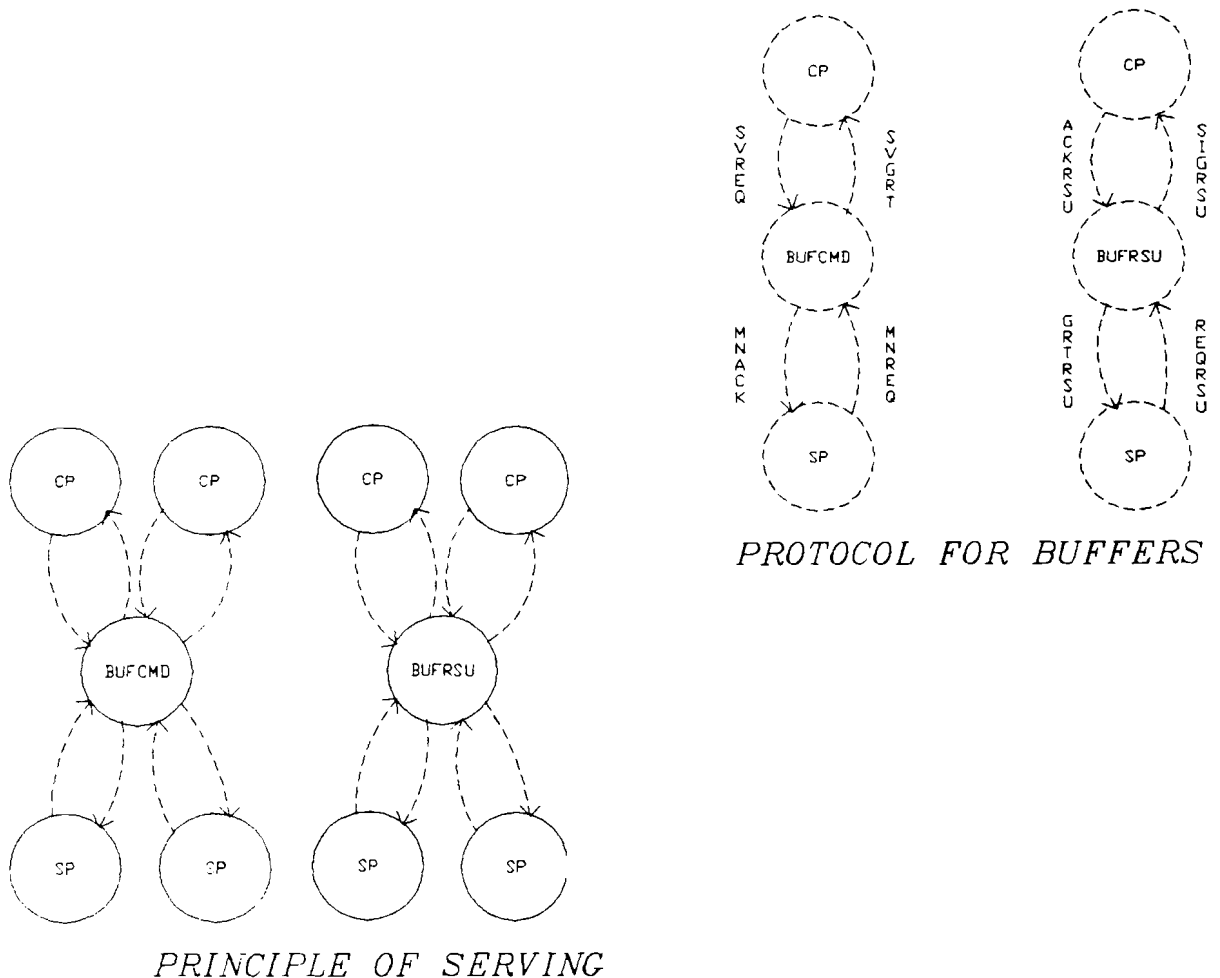 CP CP
SVREQ SVGRT ACKRSU SIGRSU
BUFCMD BUFRSU
MNACK MNREQ GRTRSU REQRSU
SP SP
PROTOCOL FOR BUFFERS
CP CP CP CP
BUFCMD BUFRSU
SP SP SP SP
PRINCIPLE OF SERVING